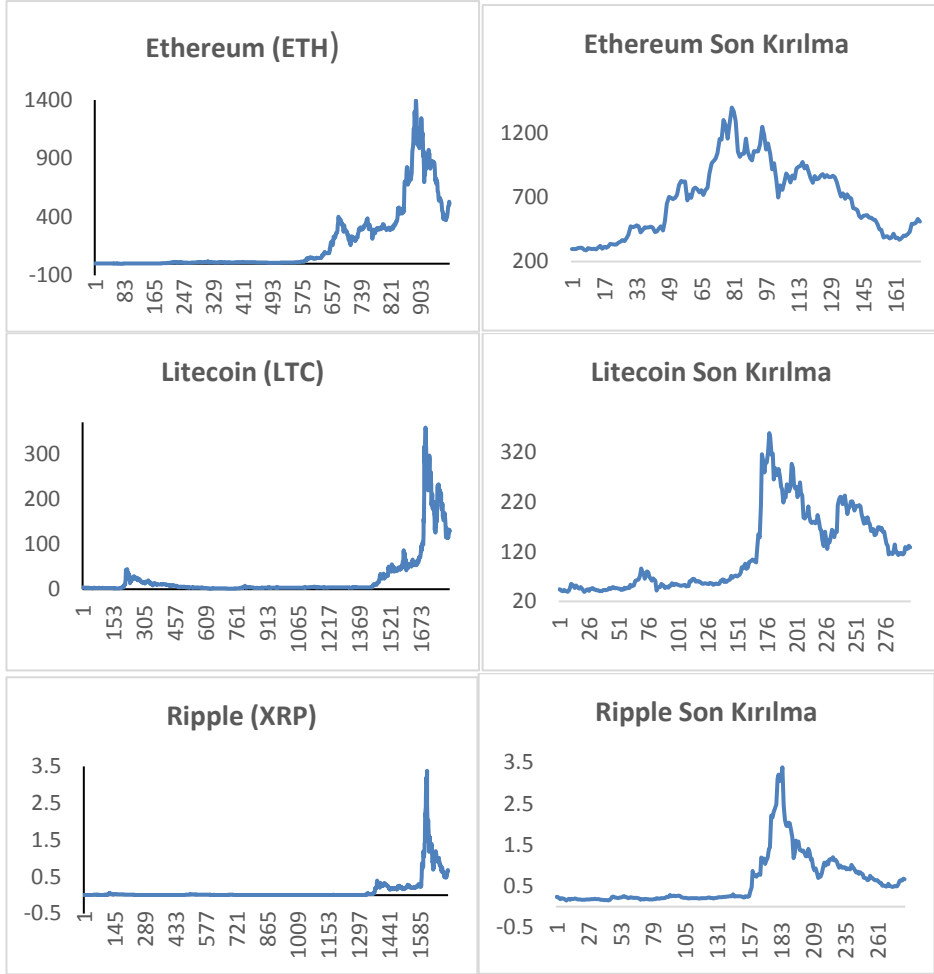 Ethereum (ETH)
1400
900
400
-100
1 83 165 247 329 411 493 575 657 739 821 903
Ethereum Son Kırılma
1200
700
200
1 17 33 49 65 81 97 113 129 145 161
Litecoin (LTC)
300
200
100
0
1 153 305 457 609 761 913 1065 1217 1369 1521 1673
Litecoin Son Kırılma
320
220
120
20
1 26 51 76 101 126 151 176 201 226 251 276
Ripple (XRP)
3.5
2.5
1.5
0.5
-0.5
1 145 289 433 577 721 865 1009 1153 1297 1441 1585
Ripple Son Kırılma
3.5
2.5
1.5
0.5
-0.5
1 27 53 79 105 131 157 183 209 235 261